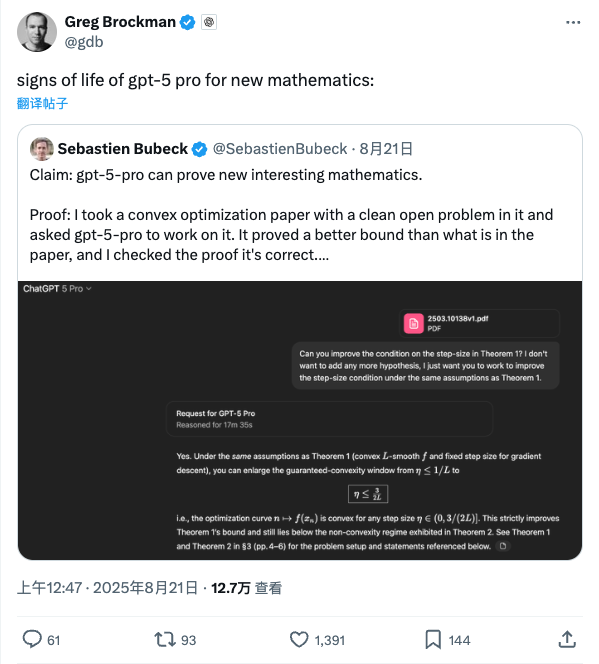 Greg Brockman
@gdb
signs of life of gpt-5 pro for new mathematics:
翻译帖子
Sebastien Bubeck @SebastienBubeck · 8月21日
Claim: gpt-5-pro can prove new interesting mathematics.
Proof: I took a convex optimization paper with a clean open problem in it and
asked gpt-5-pro to work on it. It proved a better bound than what is in the
paper, and I checked the proof it's correct....
ChatGPT 5 Pro
2503.10138v1.pdf
PDF
Can you improve the condition on the step-size in Theorem 1? I don't
want to add any more hypothesis, I just want you to work to improve
the step-size condition under the same assumptions as Theorem 1.
Request for GPT-5 Pro
Reasoned for 17m 35s
Yes. Under the same assumptions as Theorem 1 (convex L-smooth f and fixed step size for gradient
descent), you can enlarge the guaranteed-convexity window from η ≤ 1/L to
η ≤ 3/2L
i.e., the optimization curve n ↦ f(xₙ) is convex for any step size η ∈ (0, 3/(2L)]. This strictly improves
Theorem 1's bound and still lies below the non-convexity regime exhibited in Theorem 2. See Theorem 1
and Theorem 2 in §3 (pp. 4–6) for the problem setup and statements referenced below.
上午12:47 · 2025年8月21日 · 12.7万 查看
61 93 1,391 144